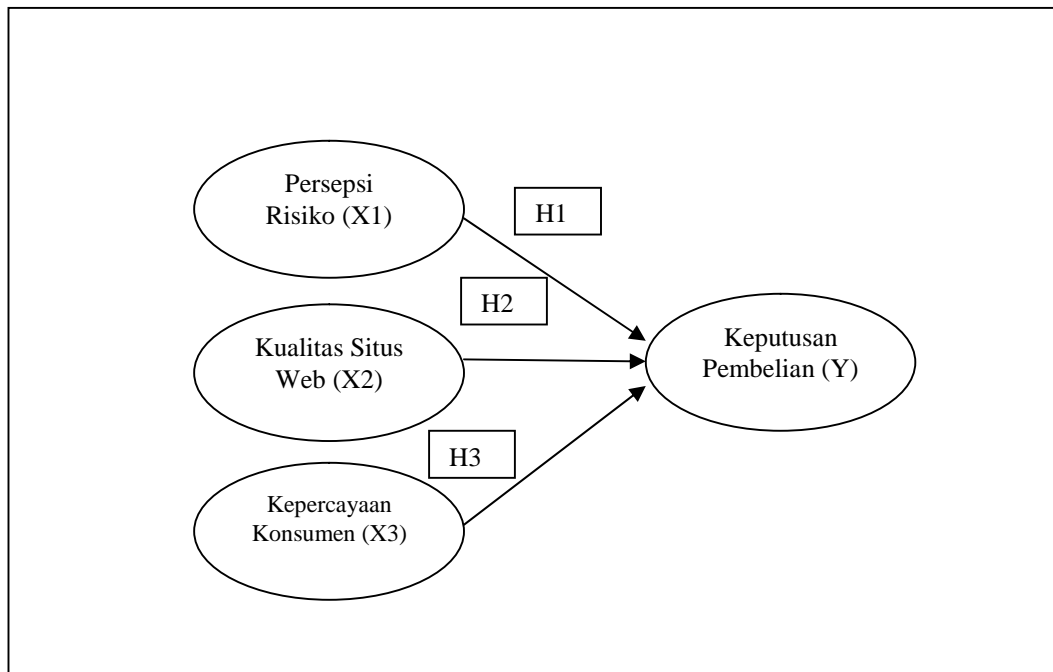 Persepsi
Risiko (X1)
H1
H2
Kualitas Situs
Web (X2)
Keputusan
Pembelian (Y)
H3
Kepercayaan
Konsumen (X3)